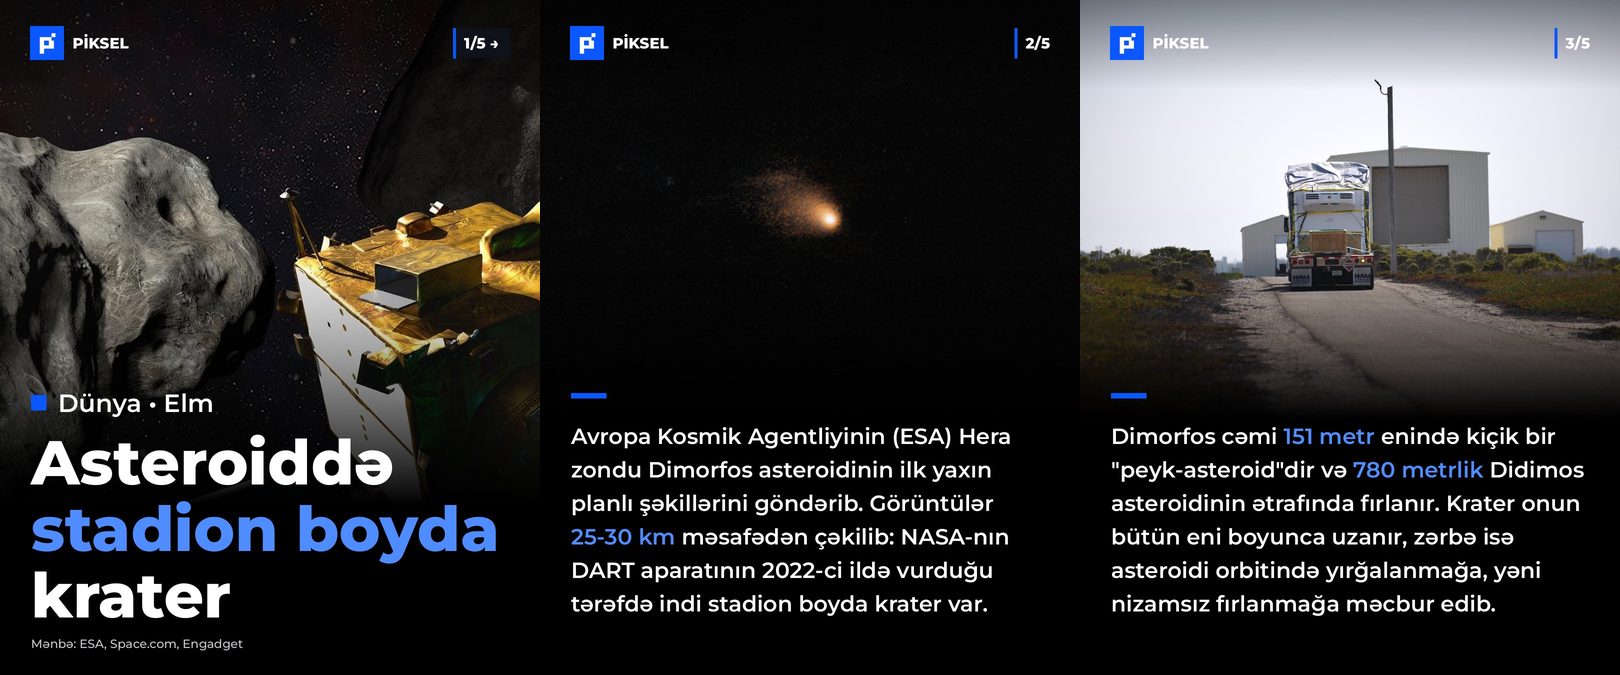 PİKSEL
1/5 →
Dünya • Elm
Asteroiddə
stadion boyda
krater
Mənbə: ESA, Space.com, Engadget
PİKSEL
2/5
Avropa Kosmik Agentliyinin (ESA) Hera
zondu Dimorfos asteroidinin ilk yaxın
planlı şəkillərini göndərib. Görüntülər
25-30 km məsafədən çəkilib: NASA-nın
DART aparatının 2022-ci ildə vurduğu
tərəfdə indi stadion boyda krater var.
PİKSEL
3/5
Dimorfos cəmi 151 metr enində kiçik bir
"peyk-asteroid"dir və 780 metrlik Didimos
asteroidinin ətrafında fırlanır. Krater onun
bütün eni boyunca uzanır, zərbə isə
asteroidi orbitində yırğalanmağa, yəni
nizamsız fırlanmağa məcbur edib.